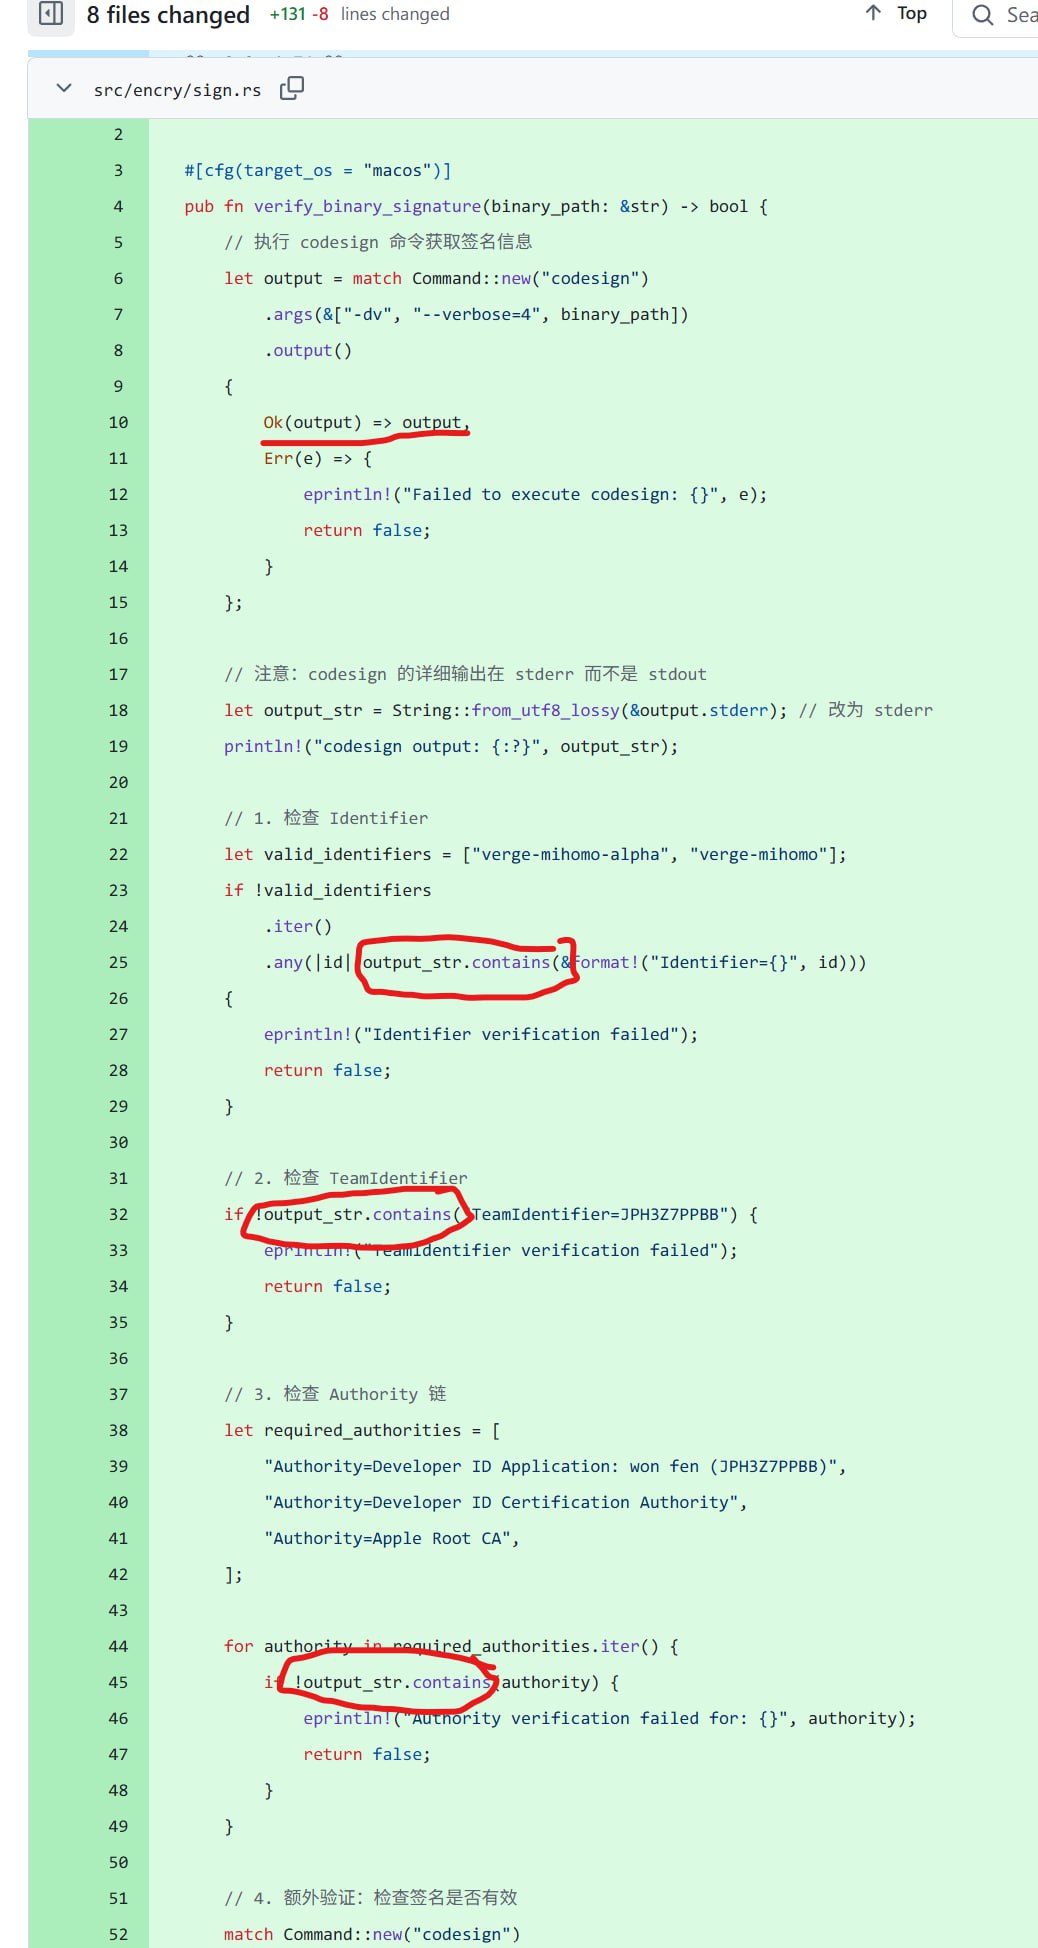 8 files changed +131 -8 lines changed ↑ Top
src/encry/sign.rs
2
3 #[cfg(target_os = "macos")]
4 pub fn verify_binary_signature(binary_path: &str) -> bool {
5 // 执行 codesign 命令获取签名信息
6 let output = match Command::new("codesign")
7 .args(&["-dv", "--verbose=4", binary_path])
8 .output()
9 {
10 Ok(output) => output,
11 Err(e) => {
12 eprintln!("Failed to execute codesign: {}", e);
13 return false;
14 }
15 };
16
17 // 注意：codesign 的详细输出在 stderr 而不是 stdout
18 let output_str = String::from_utf8_lossy(&output.stderr); // 改为 stderr
19 println!("codesign output: {:?}", output_str);
20
21 // 1. 检查 Identifier
22 let valid_identifiers = ["verge-mihomo-alpha", "verge-mihomo"];
23 if !valid_identifiers
24 .iter()
25 .any(|id| output_str.contains(&format!("Identifier={}", id)))
26 {
27 eprintln!("Identifier verification failed");
28 return false;
29 }
30
31 // 2. 检查 TeamIdentifier
32 if !output_str.contains("TeamIdentifier=JPH3Z7PPBB") {
33 eprintln!("TeamIdentifier verification failed");
34 return false;
35 }
36
37 // 3. 检查 Authority 链
38 let required_authorities = [
39 "Authority=Developer ID Application: won fen (JPH3Z7PPBB)",
40 "Authority=Developer ID Certification Authority",
41 "Authority=Apple Root CA",
42 ];
43
44 for authority in required_authorities.iter() {
45 if !output_str.contains(authority) {
46 eprintln!("Authority verification failed for: {}", authority);
47 return false;
48 }
49 }
50
51 // 4. 额外验证：检查签名是否有效
52 match Command::new("codesign")